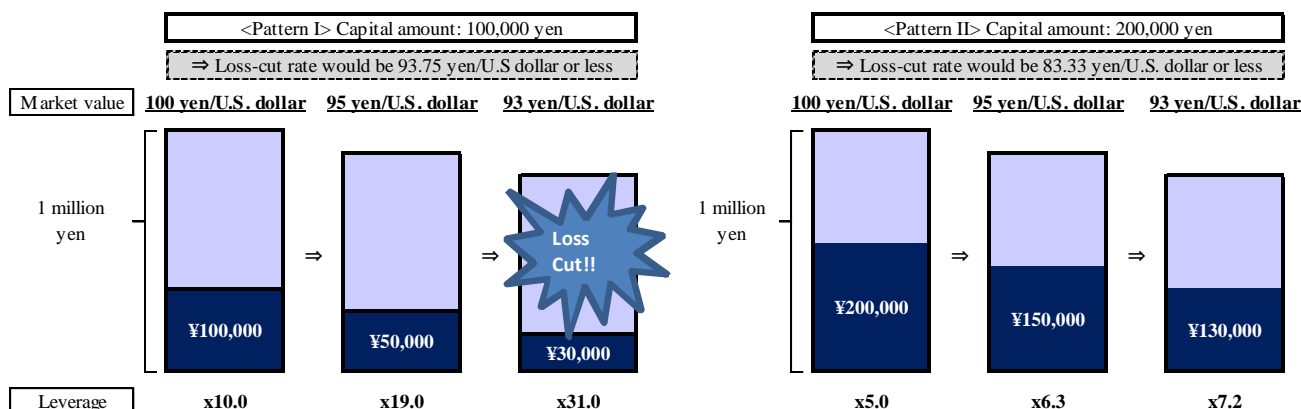 <Pattern I> Capital amount: 100,000 yen
⇒ Loss-cut rate would be 93.75 yen/U.S dollar or less
<Pattern II> Capital amount: 200,000 yen
⇒ Loss-cut rate would be 83.33 yen/U.S. dollar or less
Market value
100 yen/U.S. dollar
95 yen/U.S. dollar
93 yen/U.S. dollar
100 yen/U.S. dollar
95 yen/U.S. dollar
93 yen/U.S. dollar
1 million
yen
¥100,000
⇒
¥50,000
⇒
Loss
Cut!!
¥30,000
1 million
yen
¥200,000
⇒
¥150,000
⇒
¥130,000
Leverage
x10.0
x19.0
x31.0
x5.0
x6.3
x7.2